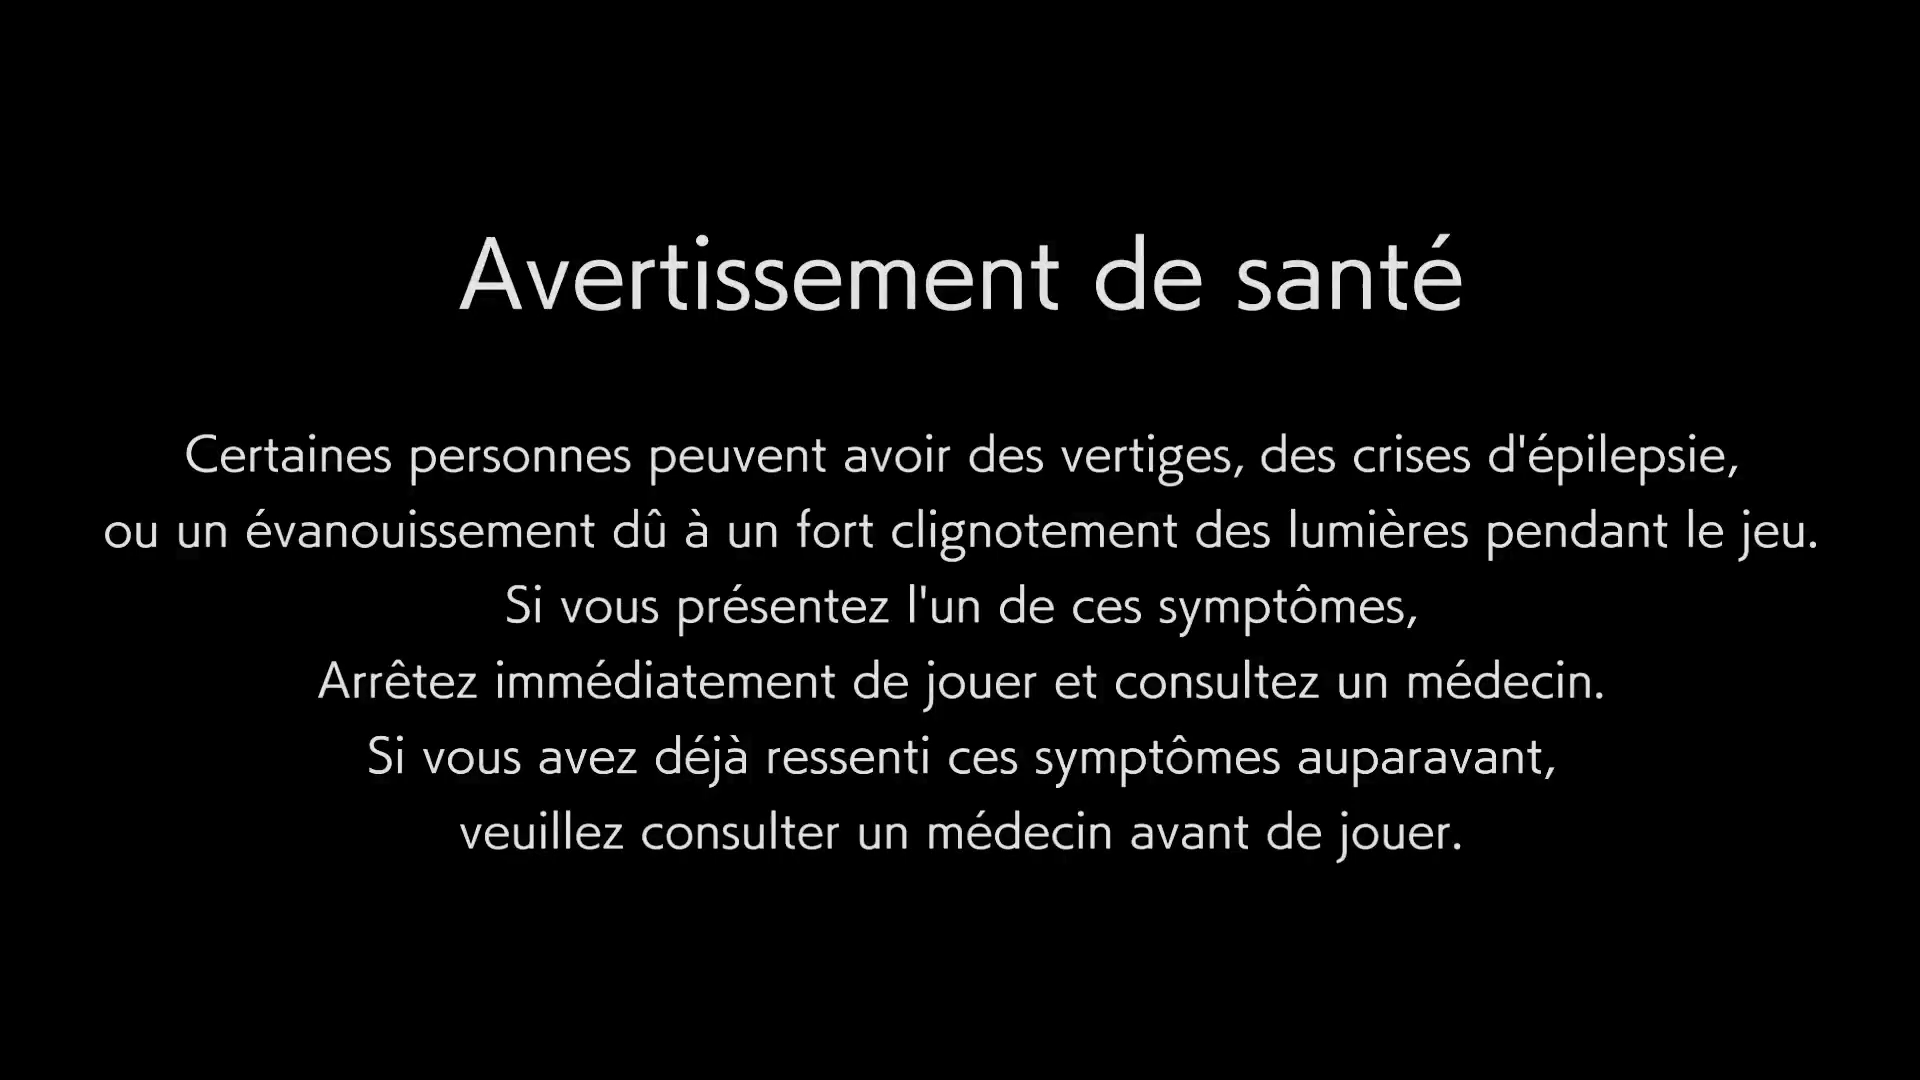 Avertissement de santé
Certaines personnes peuvent avoir des vertiges, des crises d'épilepsie,
ou un évanouissement dû à un fort clignotement des lumières pendant le jeu.
Si vous présentez l'un de ces symptômes,
Arrêtez immédiatement de jouer et consultez un médecin.
Si vous avez déjà ressenti ces symptômes auparavant,
veuillez consulter un médecin avant de jouer.